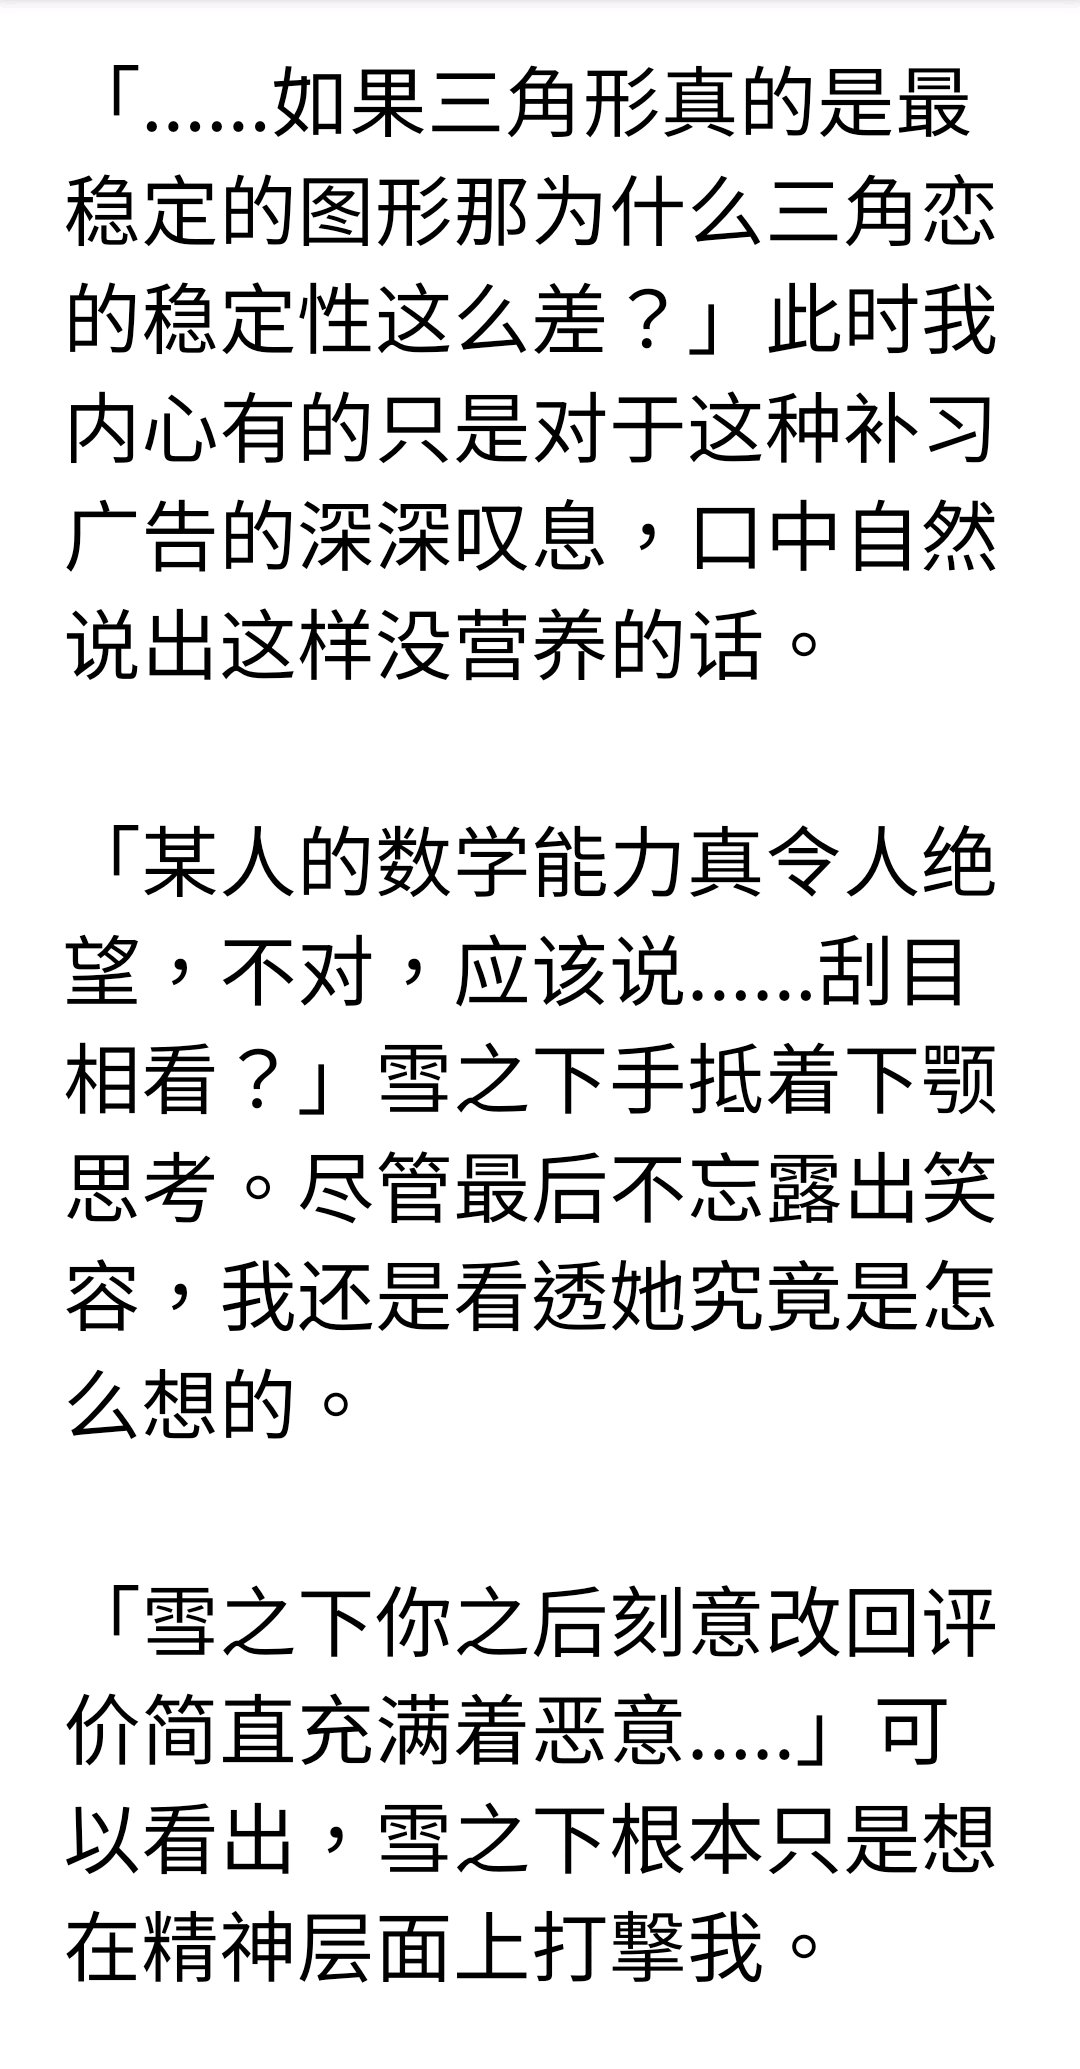 「......如果三角形真的是最
稳定的图形那为什么三角恋
的稳定性这么差？」此时我
内心有的只是对于这种补习
广告的深深叹息，口中自然
说出这样没营养的话。
「某人的数学能力真令人绝
望，不对，应该说......刮目
相看？」雪之下手抵着下颚
思考。尽管最后不忘露出笑
容，我还是看透她究竟是怎
么想的。
「雪之下你之后刻意改回评
价简直充满着恶意.....」可
以看出，雪之下根本只是想
在精神层面上打撃我。